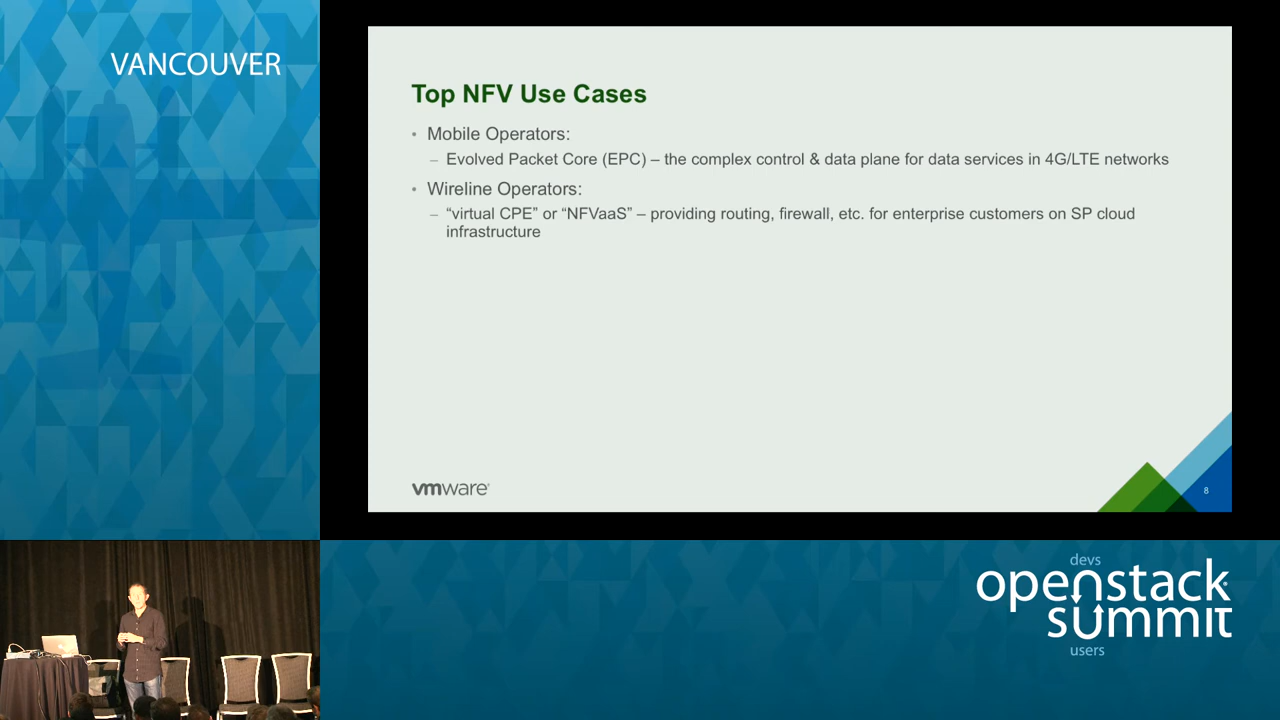 VANCOUVER
Top NFV Use Cases
• Mobile Operators:
– Evolved Packet Core (EPC) – the complex control & data plane for data services in 4G/LTE networks
• Wireline Operators:
– “virtual CPE” or “NFVaaS” – providing routing, firewall, etc. for enterprise customers on SP cloud
infrastructure
vmware®
8
devs
openstack
summit
users